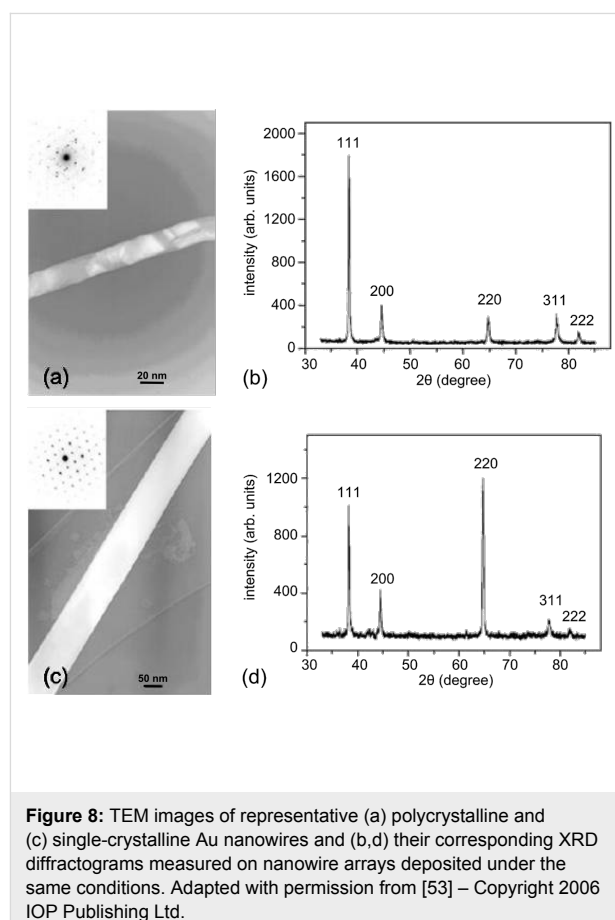 2000
1600
1200
800
400
0
intensity (arb. units)
111
200
220
311
222
30 40 50 60 70 80
2θ (degree)
(a)
20 nm
(b)
1200
800
400
0
intensity (arb. units)
111
200
220
311
222
30 40 50 60 70 80
2θ (degree)
(c)
50 nm
(d)
Figure 8: TEM images of representative (a) polycrystalline and
(c) single-crystalline Au nanowires and (b,d) their corresponding XRD
diffractograms measured on nanowire arrays deposited under the
same conditions. Adapted with permission from [53] – Copyright 2006
IOP Publishing Ltd.